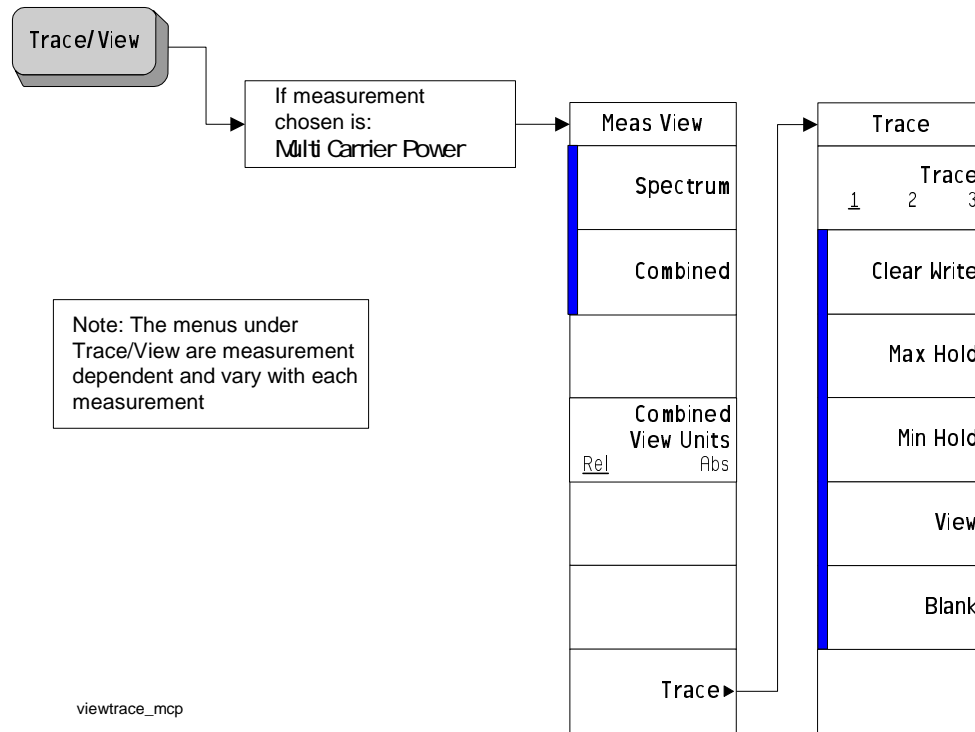 Trace/View
If measurement
chosen is:
Multi Carrier Power
Note: The menus under
Trace/View are measurement
dependent and vary with each
measurement
Meas View
Spectrum
Combined
Combined
View Units
Rel Abs
Trace
Trace
Trace
1 2 3
Clear Write
Max Hold
Min Hold
View
Blank
viewtrace_mcp